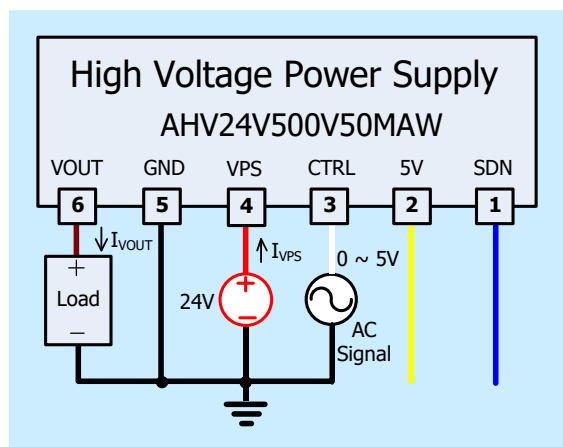 High Voltage Power Supply
AHV24V500V50MAW
VOUT GND VPS CTRL 5V SDN
6 5 4 3 2 1
↓IVOUT ↑IVPS 0 ~ 5V
+ +
Load 24V
− −
AC
Signal